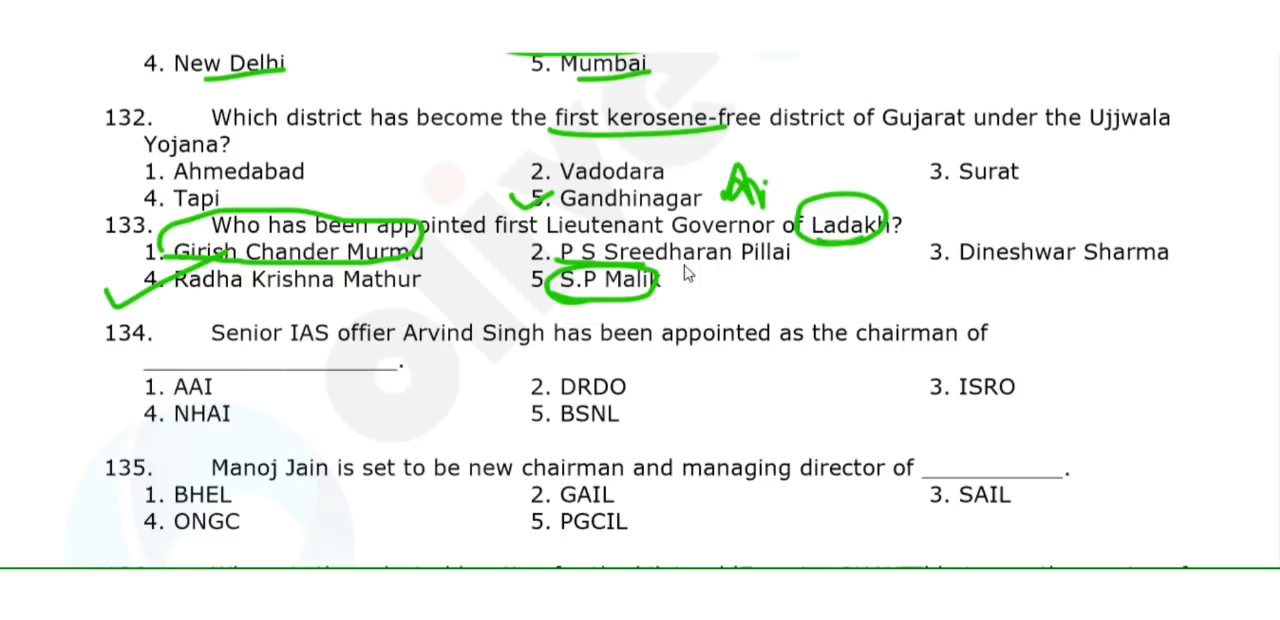 4. New Delhi 5. Mumbai
132. Which district has become the first kerosene-free district of Gujarat under the Ujjwala
Yojana?
1. Ahmedabad 2. Vadodara 3. Surat
4. Tapi 5. Gandhinagar
133. Who has been appointed first Lieutenant Governor of Ladakh?
1. Girish Chander Murmu 2. P S Sreedharan Pillai 3. Dineshwar Sharma
4. Radha Krishna Mathur 5. S.P Malik
134. Senior IAS offier Arvind Singh has been appointed as the chairman of
____________________.
1. AAI 2. DRDO 3. ISRO
4. NHAI 5. BSNL
135. Manoj Jain is set to be new chairman and managing director of ___________.
1. BHEL 2. GAIL 3. SAIL
4. ONGC 5. PGCIL